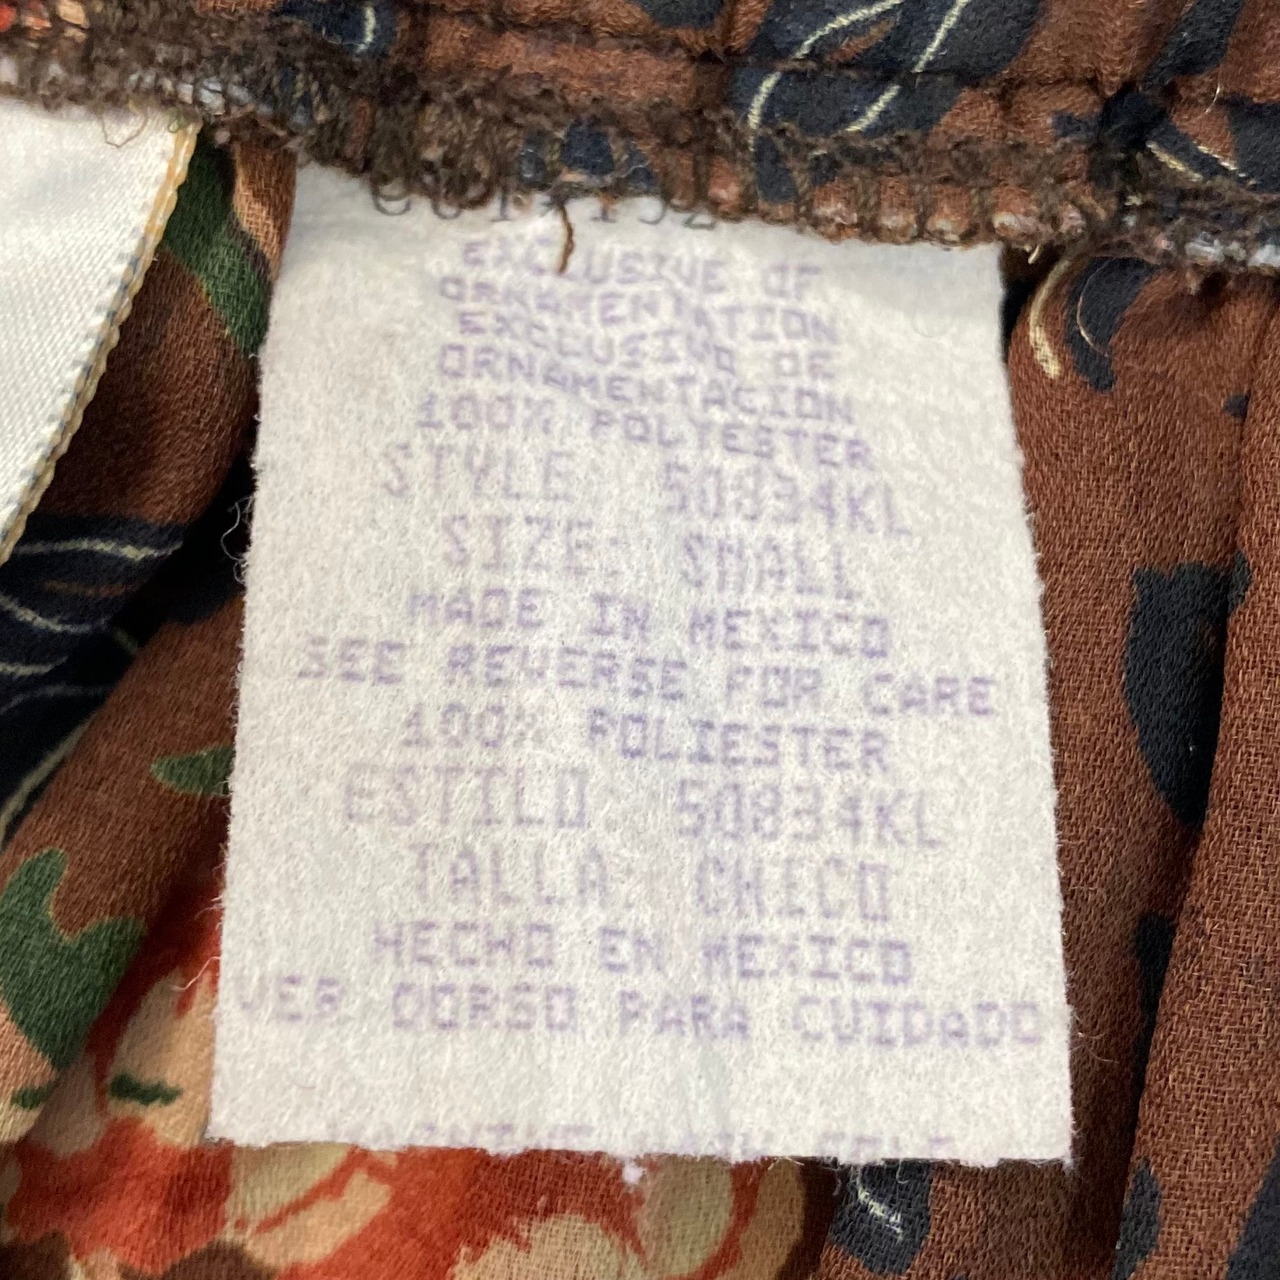 EXCLUSIVE OF
ORNAMENTATION
EXCLUSIVO OF
ORNAMENTACION
100% POLYESTER
STYLE: 50834KL
SIZE: SMALL
MADE IN MEXICO
SEE REVERSE FOR CARE
100% POLIESTER
ESTILO: 50834KL
TALLA: CHICO
HECHO EN MEXICO
VER DORSO PARA CUIDADO